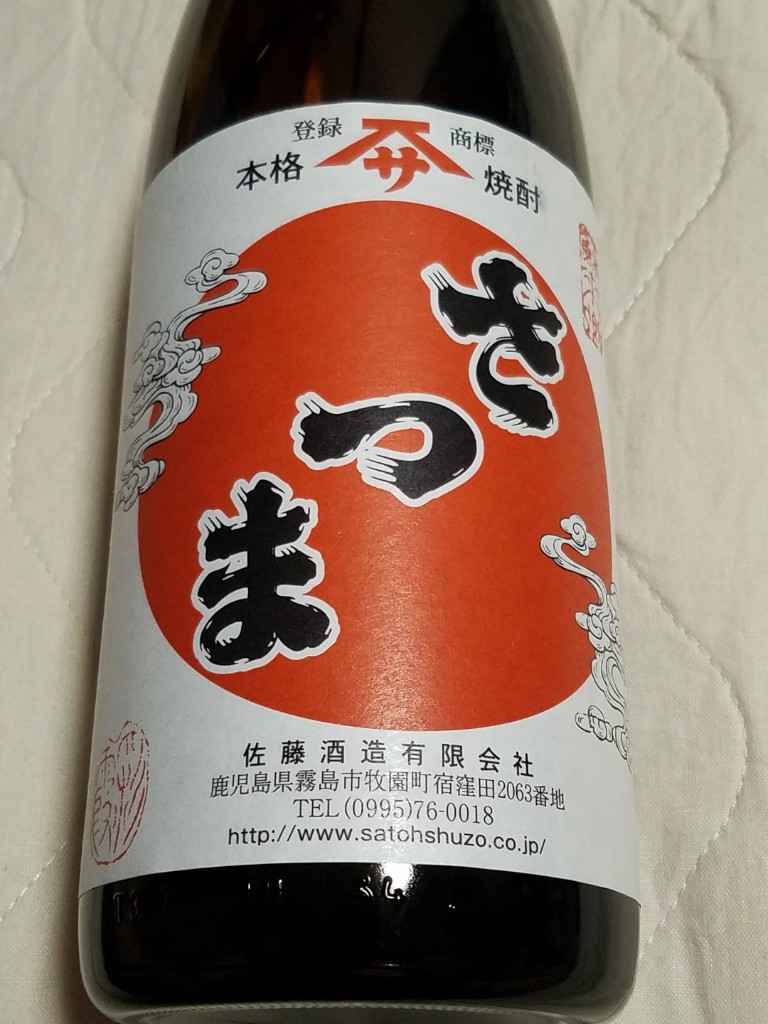 登録 商標
サ
本格 焼酎
さつま
佐藤酒造有限会社
鹿児島県霧島市牧園町宿窪田2063番地
TEL(0995)76-0018
http://www.satohshuzo.co.jp/